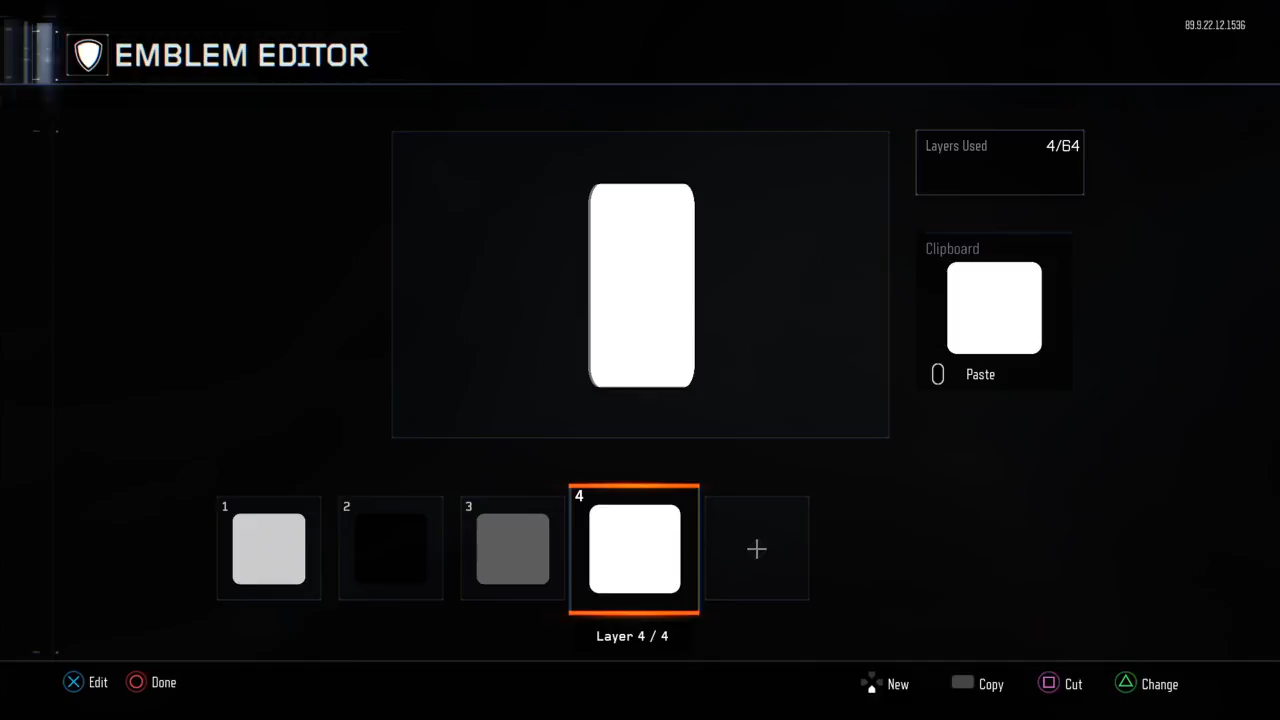 89.9.22.12.1536
EMBLEM EDITOR
Layers Used 4/64
Clipboard
Paste
1 2 3 4
Layer 4 / 4
Edit Done New Copy Cut Change